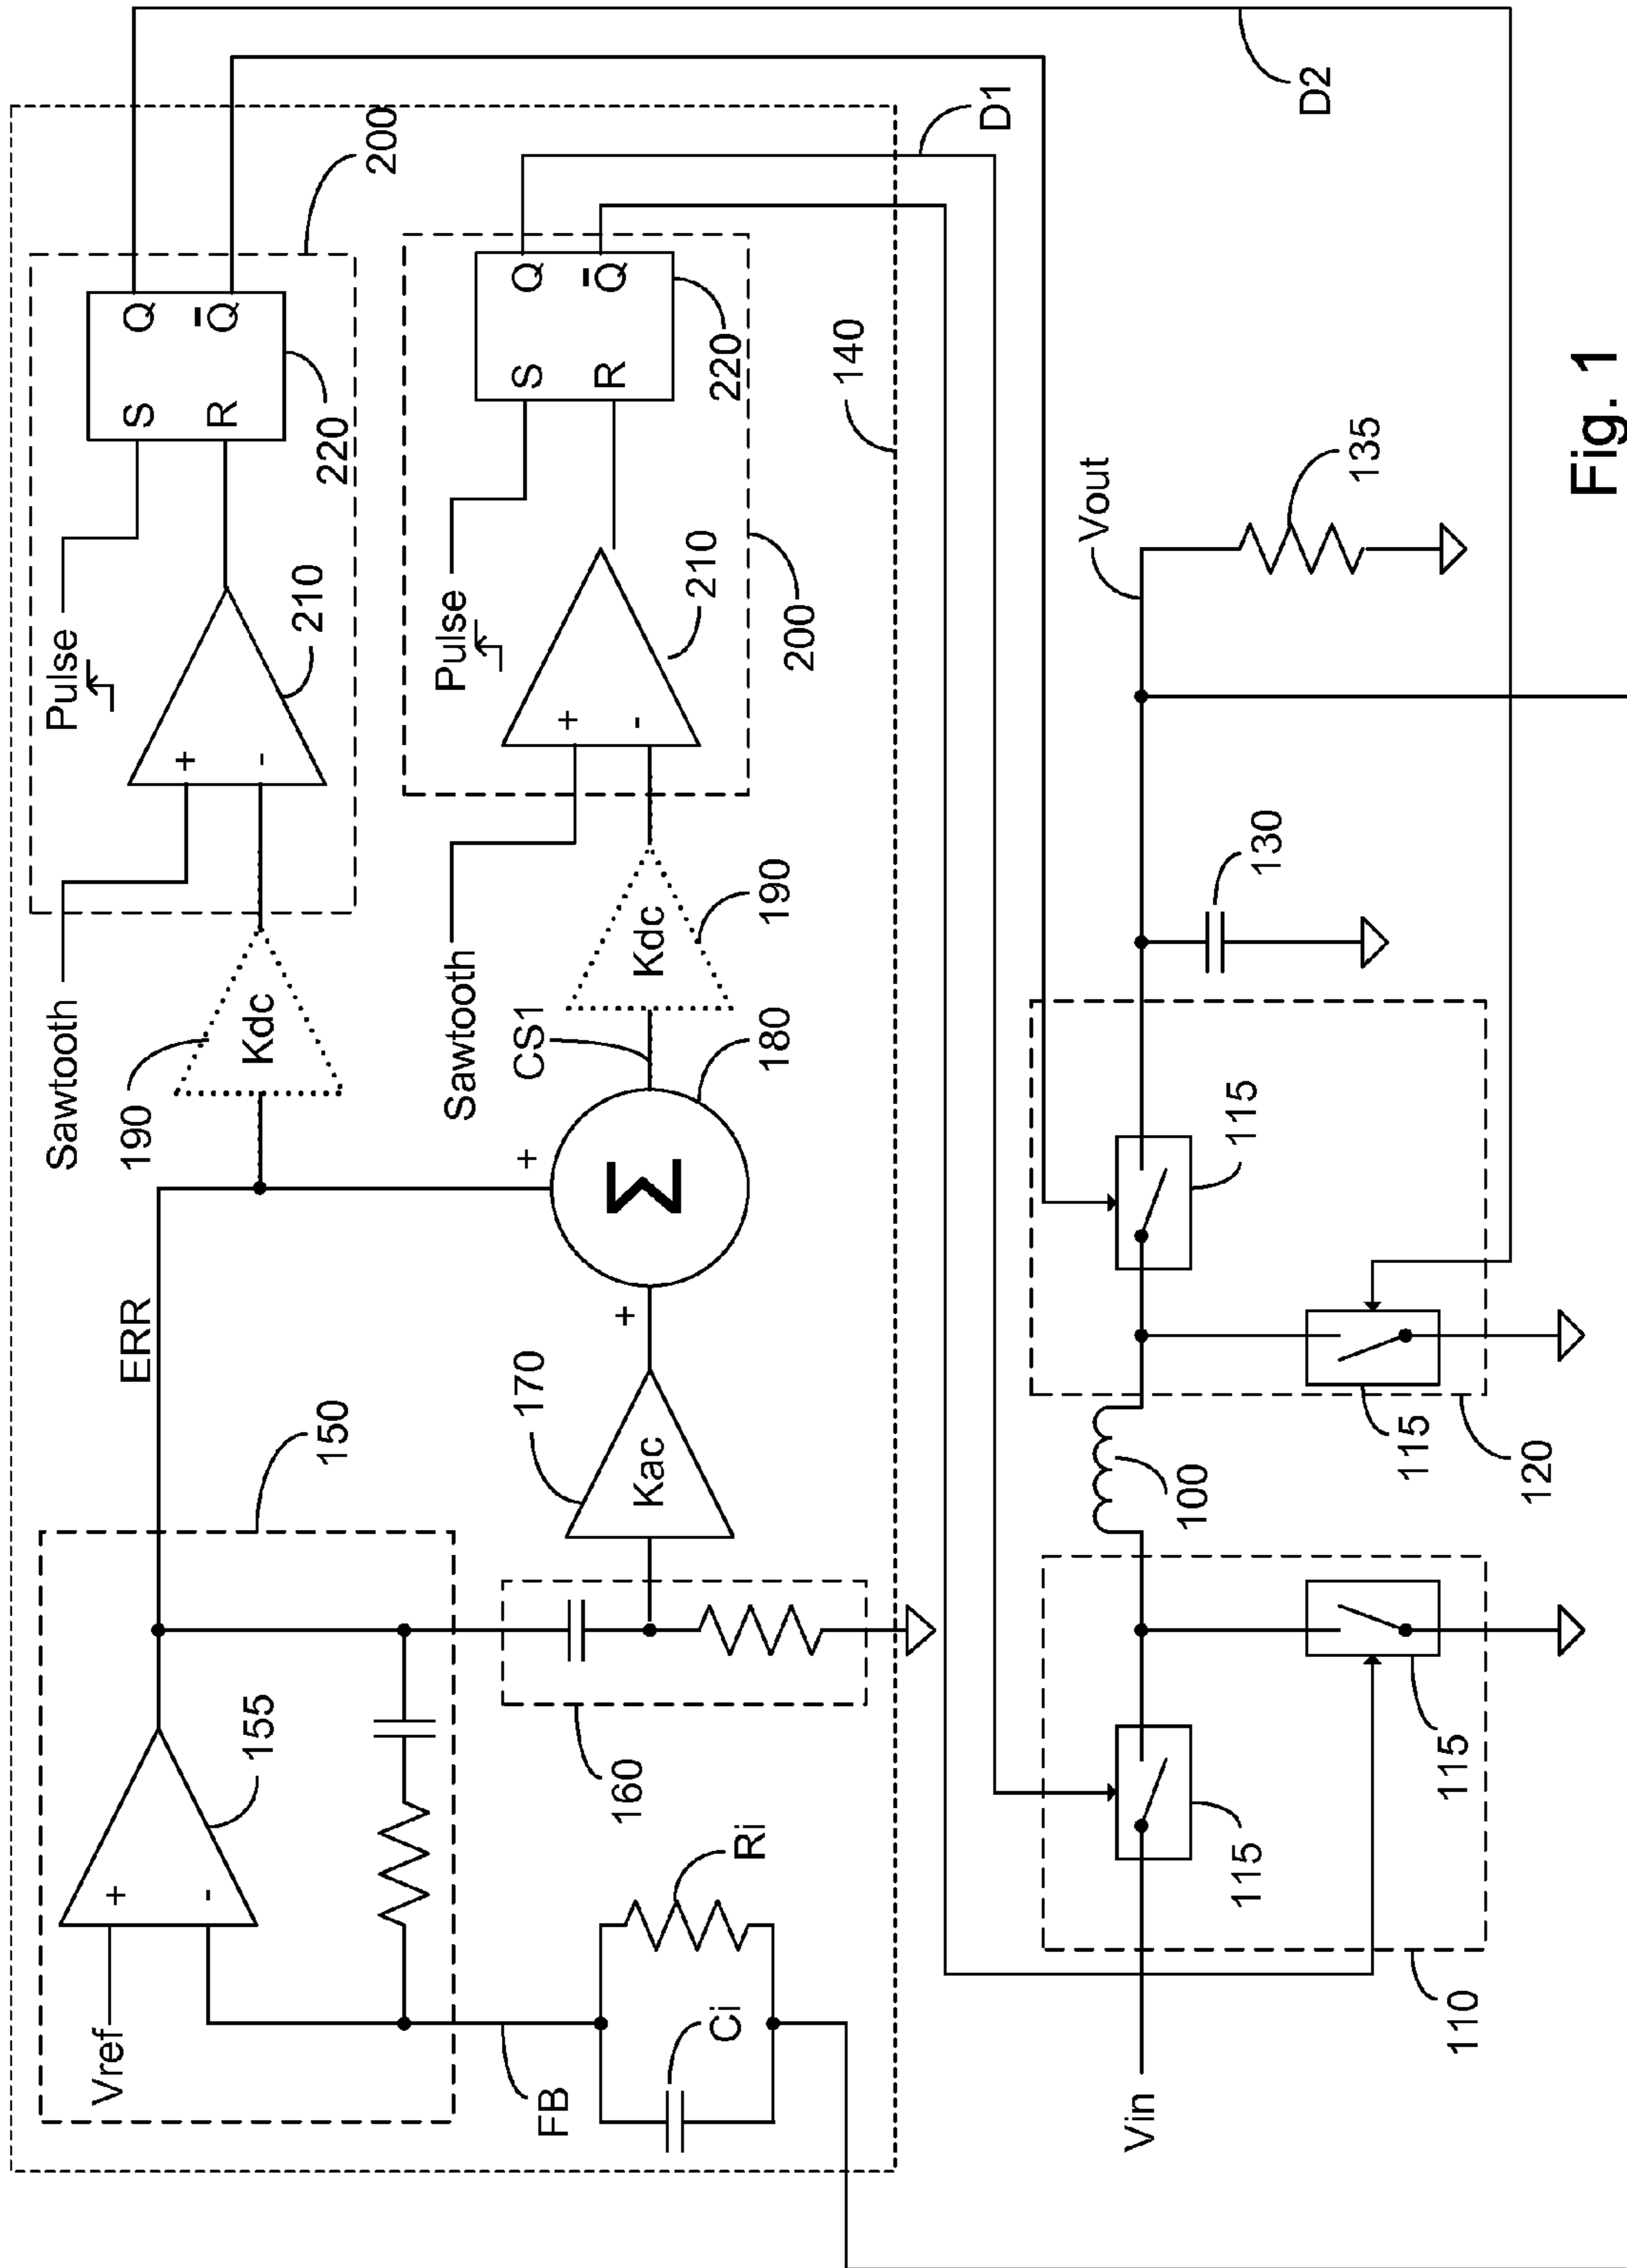 Vref
+
-
155
150
ERR
FB
Ci
Ri
160
Kac
170
+
+
Σ
180
CS1
190
Kdc
Kdc
190
Sawtooth
+
-
210
Pulse
S
R
Q
Q̅
220
200
Sawtooth
+
-
210
Pulse
S
R
Q
Q̅
220
200
140
D1
D2
Vin
115
115
110
100
115
115
120
130
Vout
135
Fig. 1